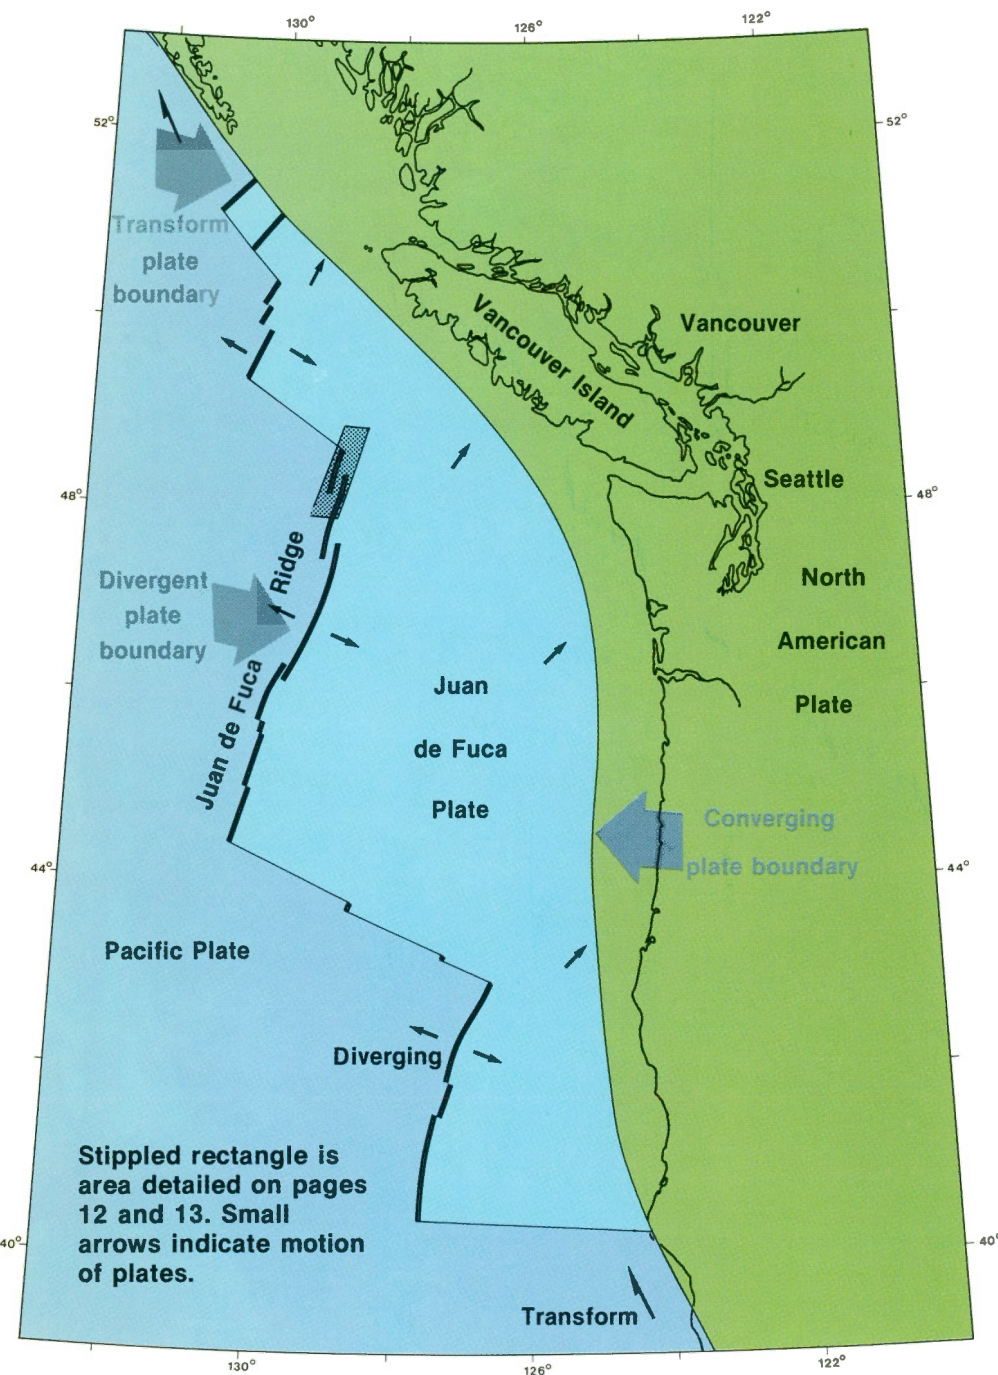 130°
126°
122°
52°
52°
Transform
plate
boundary
Vancouver Island
Vancouver
Seattle
48°
48°
Divergent
plate
boundary
Juan de Fuca Ridge
North
American
Plate
Juan
de Fuca
Plate
Converging
plate boundary
44°
44°
Pacific Plate
Diverging
Stippled rectangle is
area detailed on pages
12 and 13. Small
arrows indicate motion
of plates.
40°
40°
Transform
130°
126°
122°